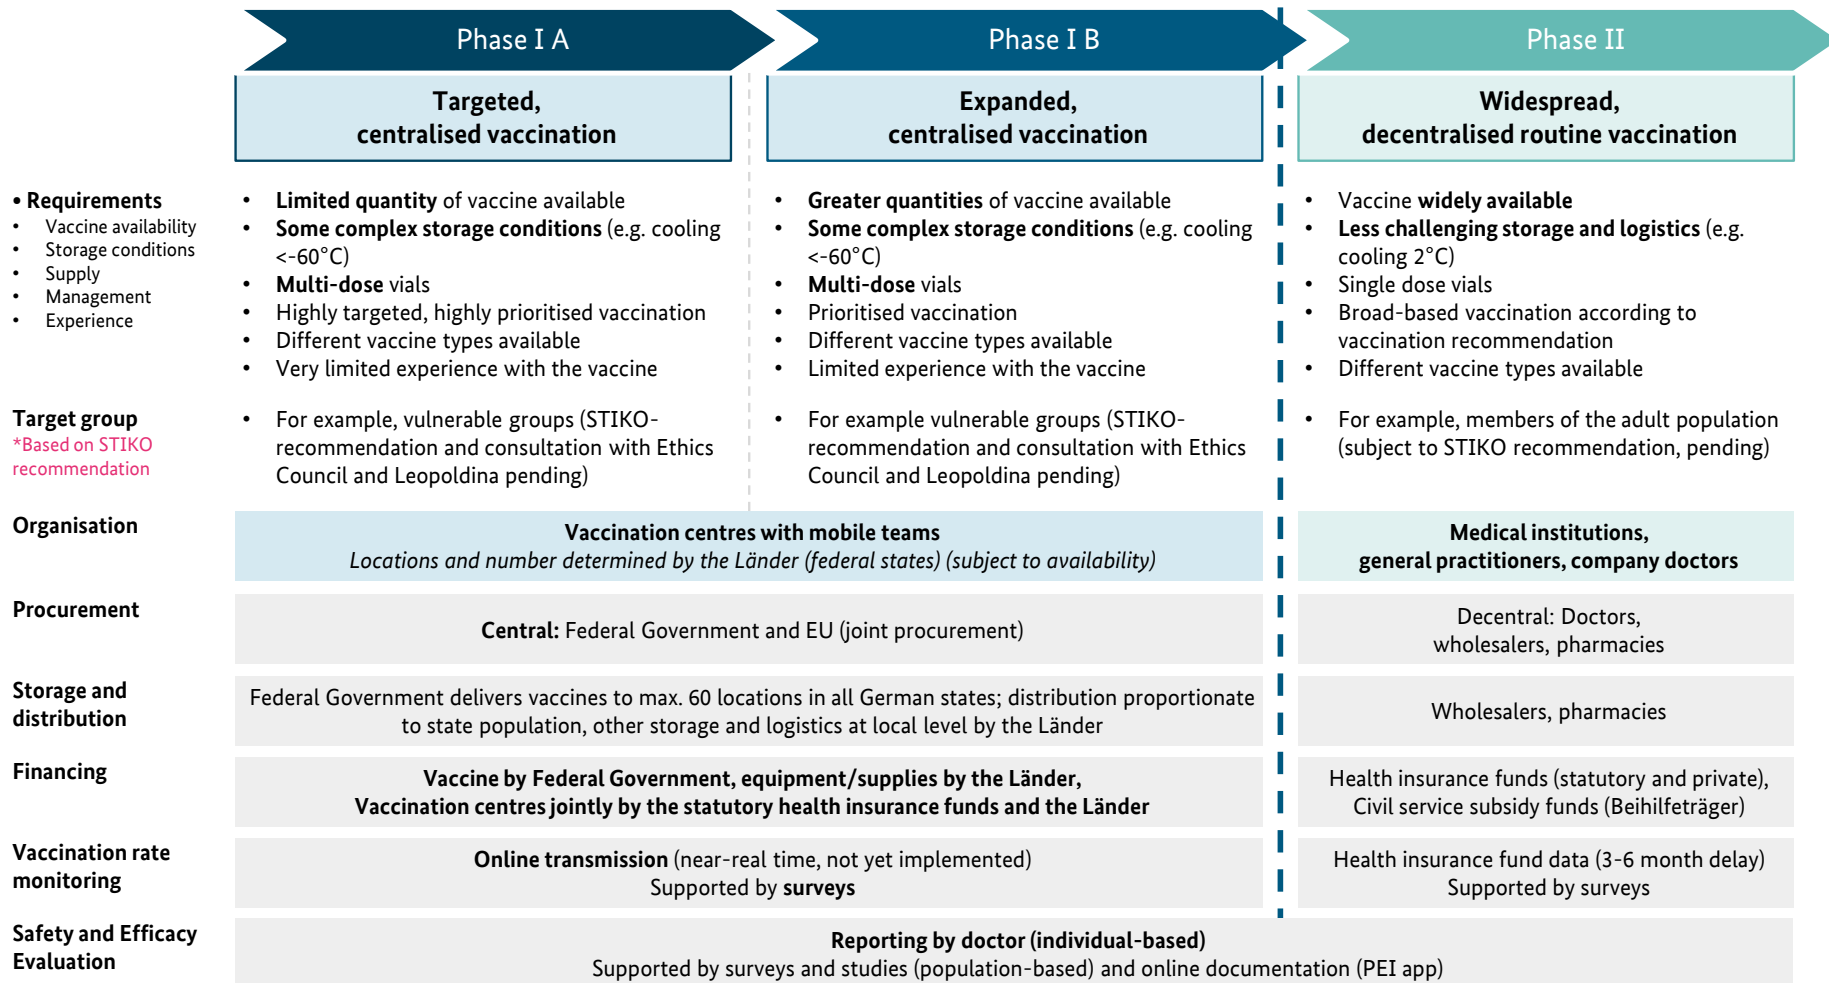 Phase I A
Phase I B
Phase II
Targeted,
centralised vaccination
Expanded,
centralised vaccination
Widespread,
decentralised routine vaccination
• Requirements
• Vaccine availability
• Storage conditions
• Supply
• Management
• Experience
• Limited quantity of vaccine available
• Some complex storage conditions (e.g. cooling
<-60°C)
• Multi-dose vials
• Highly targeted, highly prioritised vaccination
• Different vaccine types available
• Very limited experience with the vaccine
• Greater quantities of vaccine available
• Some complex storage conditions (e.g. cooling
<-60°C)
• Multi-dose vials
• Prioritised vaccination
• Different vaccine types available
• Limited experience with the vaccine
• Vaccine widely available
• Less challenging storage and logistics (e.g.
cooling 2°C)
• Single dose vials
• Broad-based vaccination according to
vaccination recommendation
• Different vaccine types available
Target group
*Based on STIKO
recommendation
• For example, vulnerable groups (STIKO-
recommendation and consultation with Ethics
Council and Leopoldina pending)
• For example vulnerable groups (STIKO-
recommendation and consultation with Ethics
Council and Leopoldina pending)
• For example, members of the adult population
(subject to STIKO recommendation, pending)
Organisation
Vaccination centres with mobile teams
Locations and number determined by the Länder (federal states) (subject to availability)
Medical institutions,
general practitioners, company doctors
Procurement
Central: Federal Government and EU (joint procurement)
Decentral: Doctors,
wholesalers, pharmacies
Storage and
distribution
Federal Government delivers vaccines to max. 60 locations in all German states; distribution proportionate
to state population, other storage and logistics at local level by the Länder
Wholesalers, pharmacies
Financing
Vaccine by Federal Government, equipment/supplies by the Länder,
Vaccination centres jointly by the statutory health insurance funds and the Länder
Health insurance funds (statutory and private),
Civil service subsidy funds (Beihilfeträger)
Vaccination rate
monitoring
Online transmission (near-real time, not yet implemented)
Supported by surveys
Health insurance fund data (3-6 month delay)
Supported by surveys
Safety and Efficacy
Evaluation
Reporting by doctor (individual-based)
Supported by surveys and studies (population-based) and online documentation (PEI app)